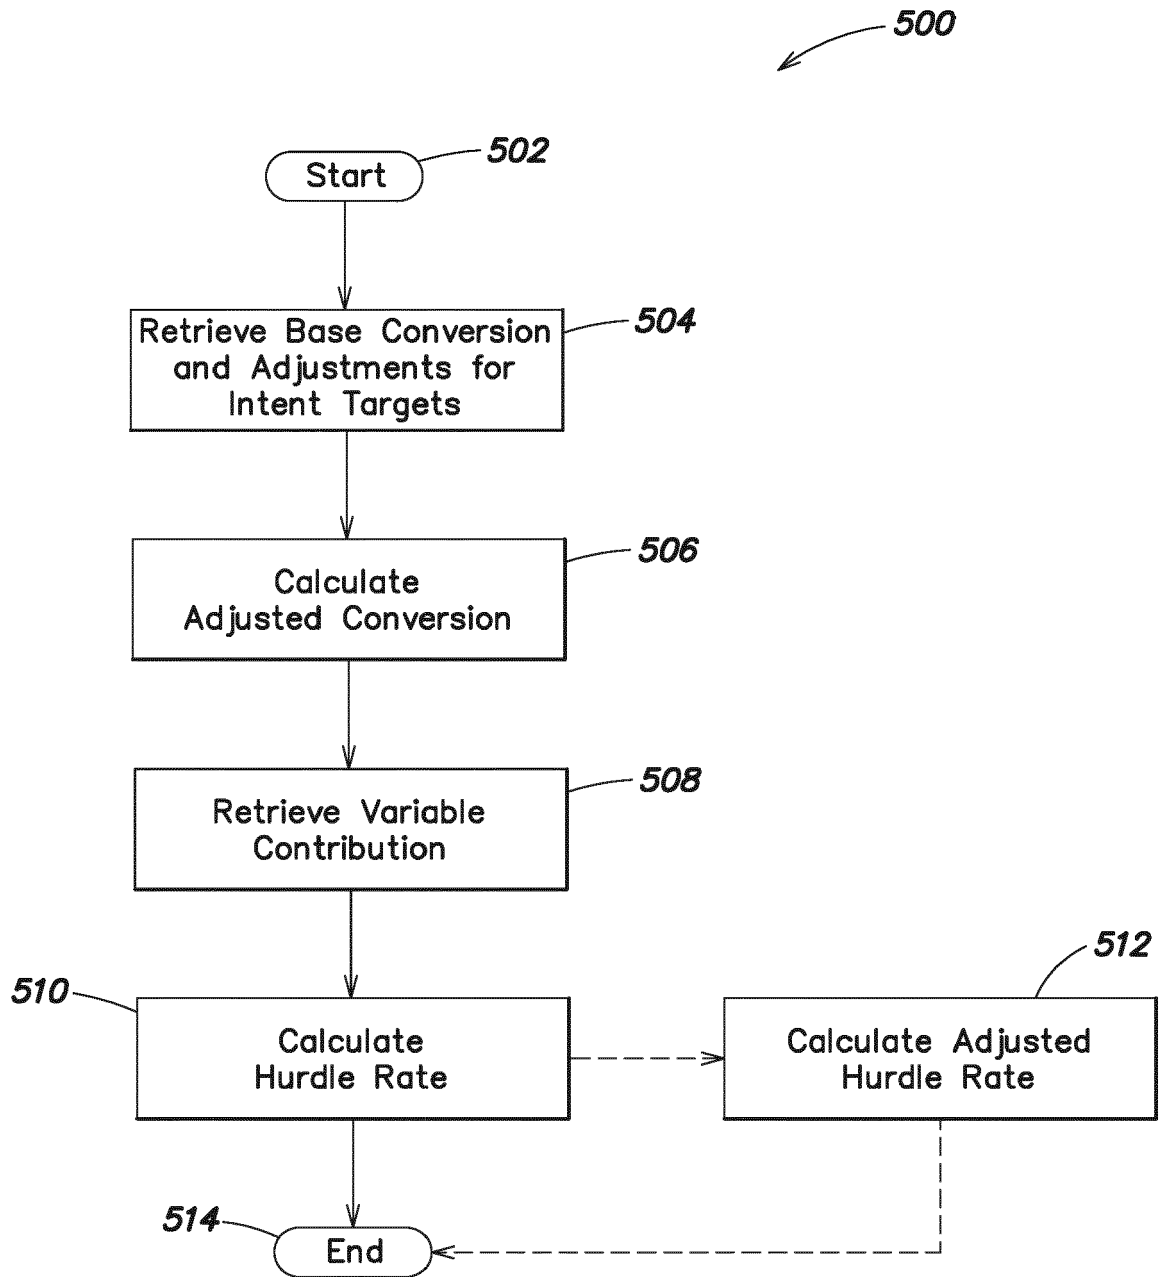 500
502
Start
504
Retrieve Base Conversion
and Adjustments for
Intent Targets
506
Calculate
Adjusted Conversion
508
Retrieve Variable
Contribution
510
Calculate
Hurdle Rate
512
Calculate Adjusted
Hurdle Rate
514
End